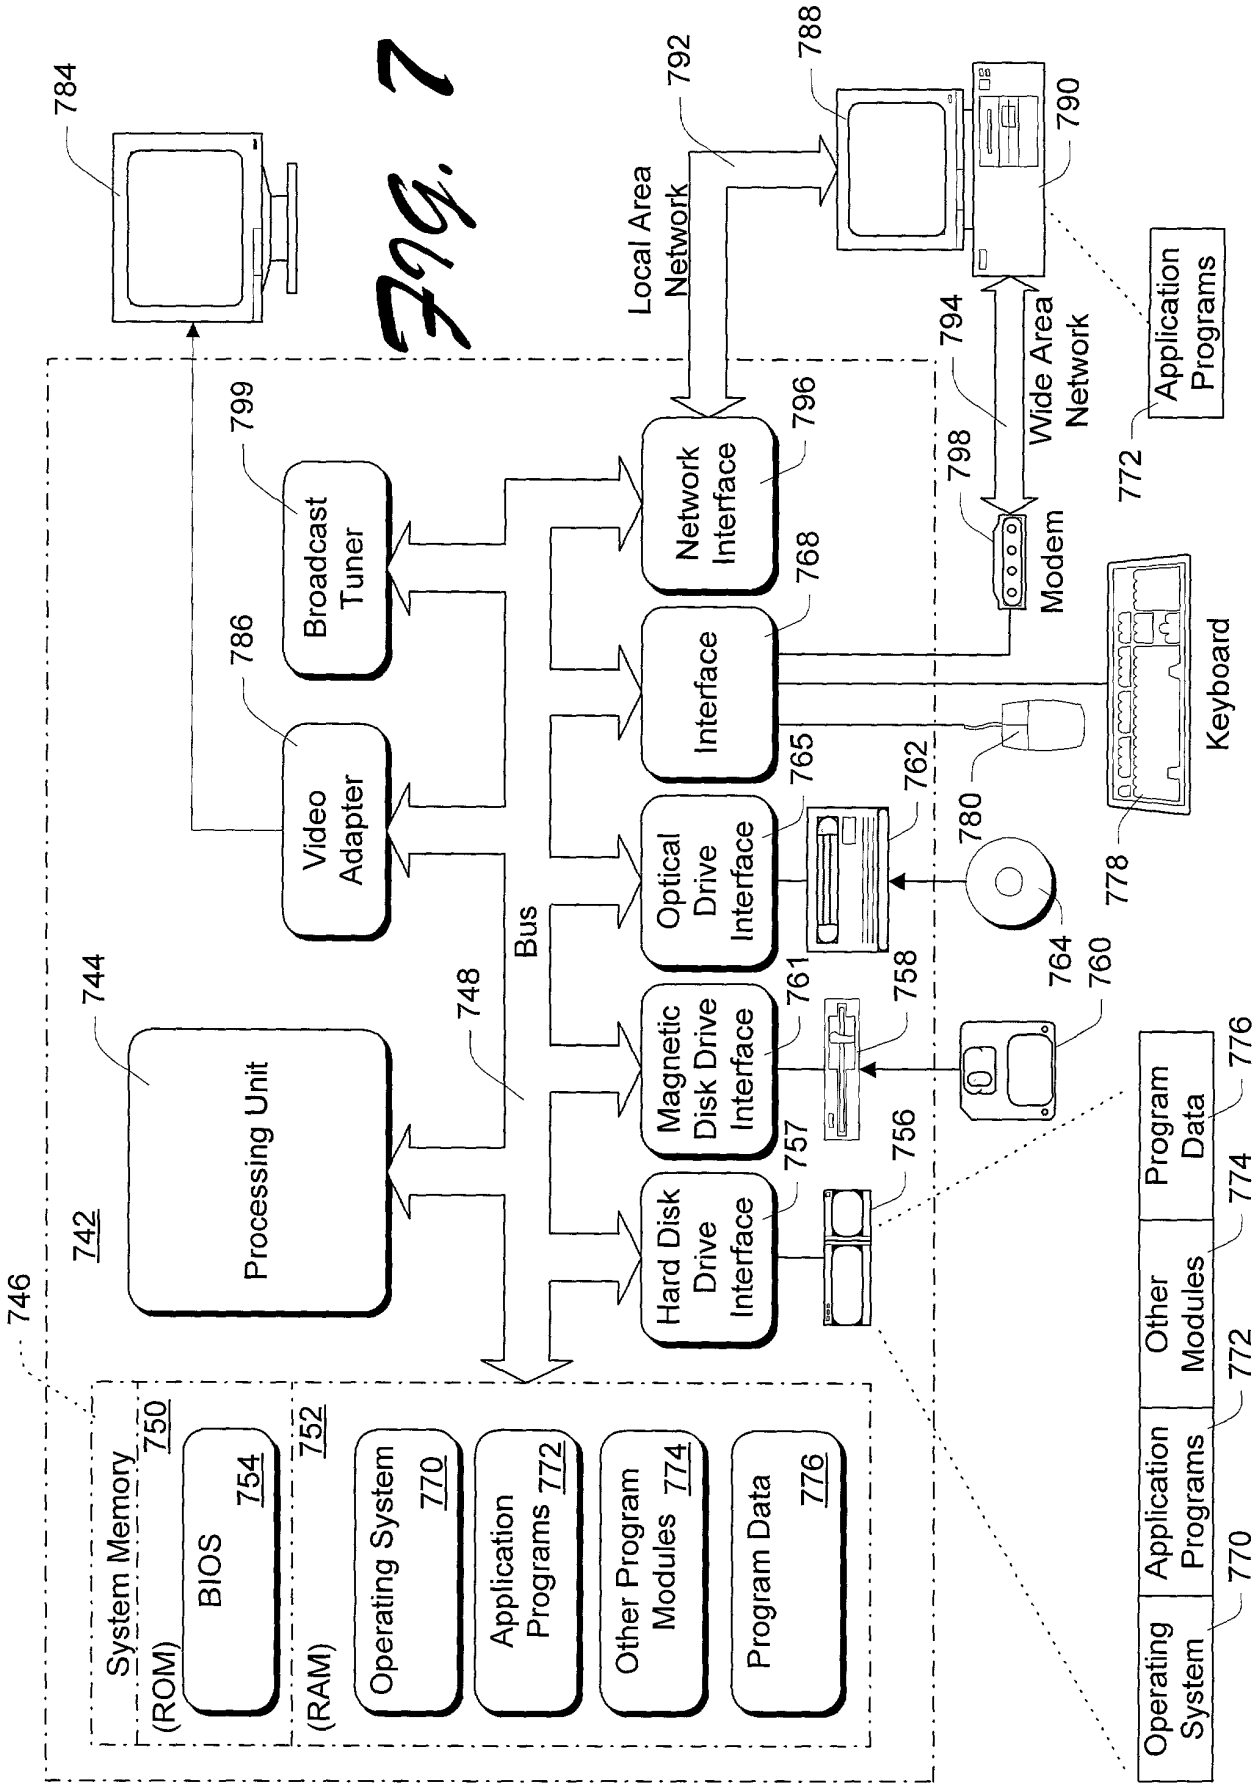 746
742
744
Processing Unit
System Memory
(ROM) 750
BIOS
754
(RAM) 752
Operating System
770
Application
Programs 772
Other Program
Modules 774
Program Data
776
748
Bus
786
Video
Adapter
799
Broadcast
Tuner
784
FIG. 7
Hard Disk
Drive
Interface
757
Magnetic
Disk Drive
Interface
761
Optical
Drive
Interface
765
Interface
768
Network
Interface
796
Local Area
Network
792
788
756
758
762
760
764
780
778
Keyboard
Modem
798
794
Wide Area
Network
790
772
Application
Programs
Operating
System
Application
Programs
Other
Modules
Program
Data
770
772
774
776